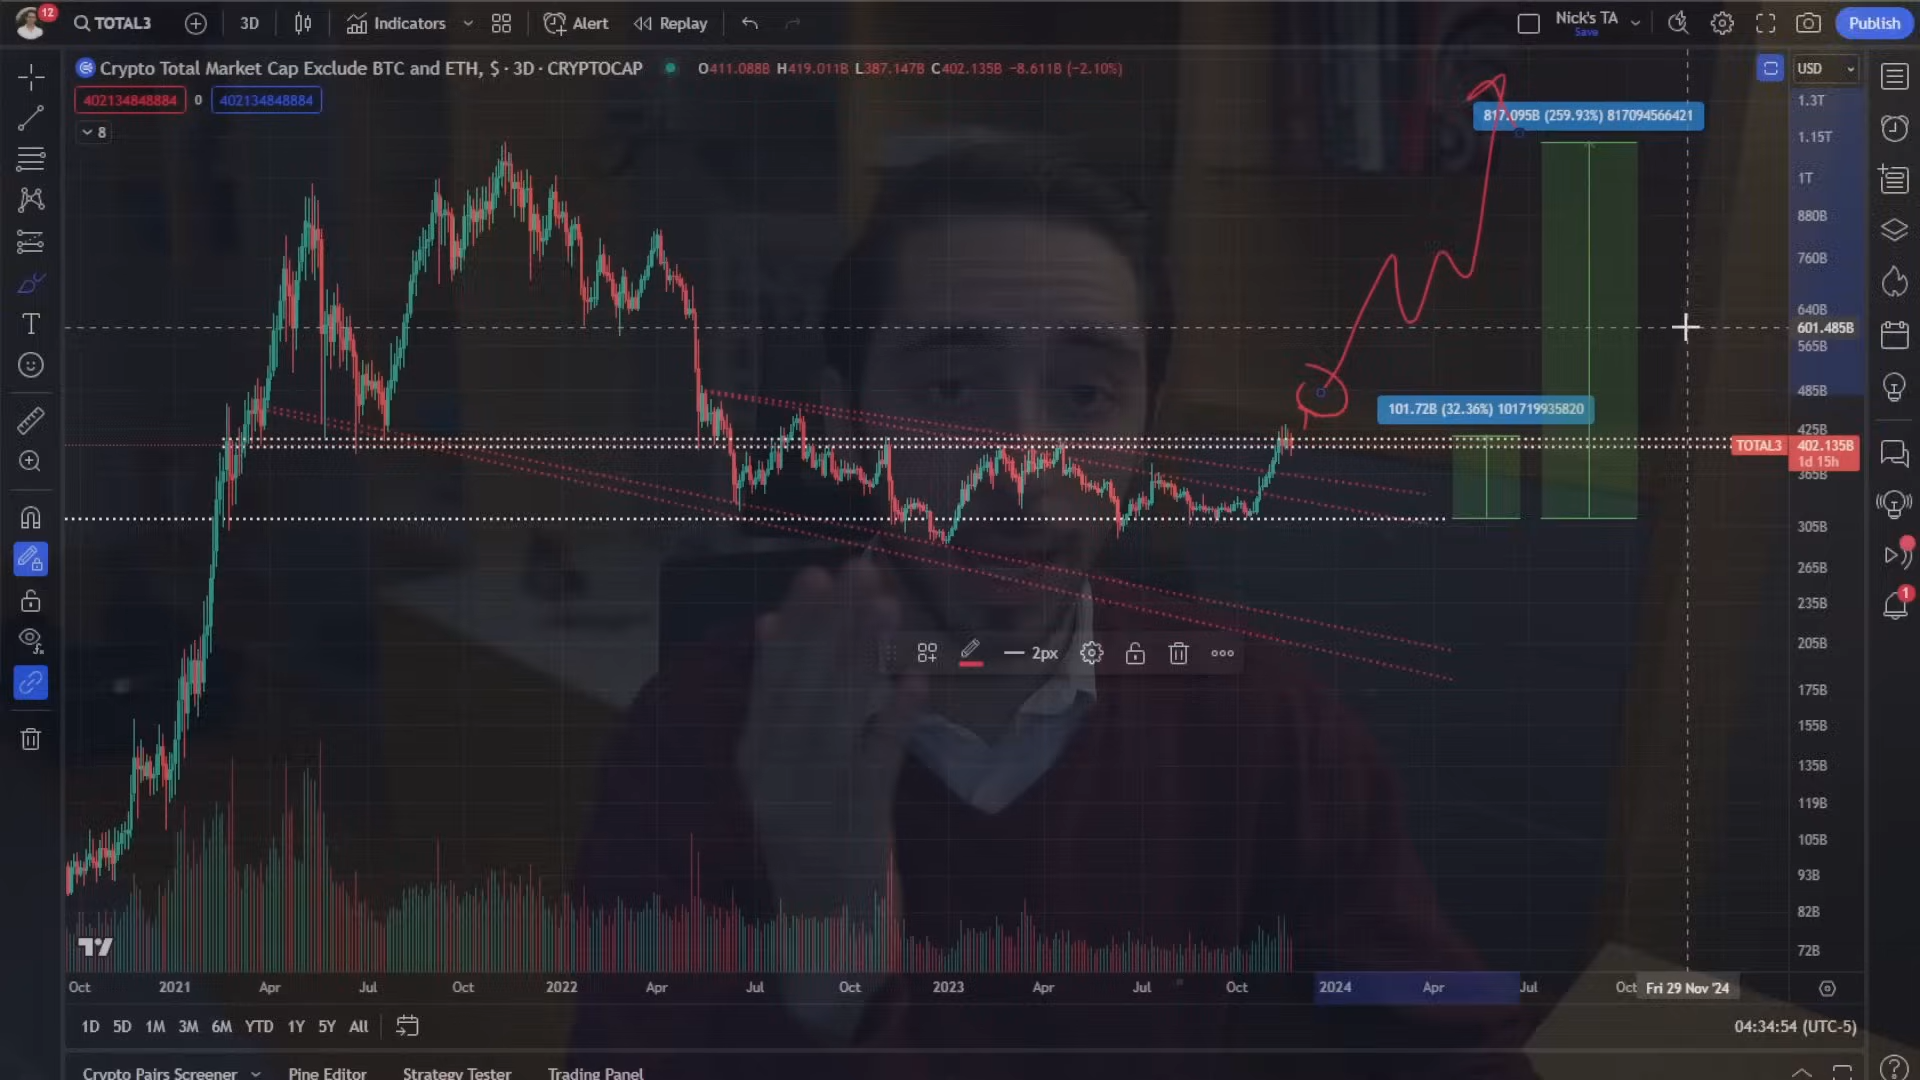 12
TOTAL3
3D
Indicators
Alert
Replay
Nick's TA
Save
Publish
Crypto Total Market Cap Exclude BTC and ETH, $ · 3D · CRYPTOCAP
O411.088B H419.011B L387.147B C402.135B −8.611B (−2.10%)
USD
402134848884 0 402134848884
8
817.095B (259.93%) 817094566421
101.72B (32.36%) 101719935820
1.3T
1.15T
1T
880B
760B
640B
601.485B
565B
485B
425B
TOTAL3 402.135B
1d 15h
365B
305B
265B
235B
205B
175B
155B
135B
119B
105B
93B
82B
72B
2px
1
Oct 2021 Apr Jul Oct 2022 Apr Jul Oct 2023 Apr Jul Oct 2024 Apr Jul Oct Fri 29 Nov '24
1D 5D 1M 3M 6M YTD 1Y 5Y All
04:34:54 (UTC-5)
Crypto Pairs Screener Pine Editor Strategy Tester Trading Panel